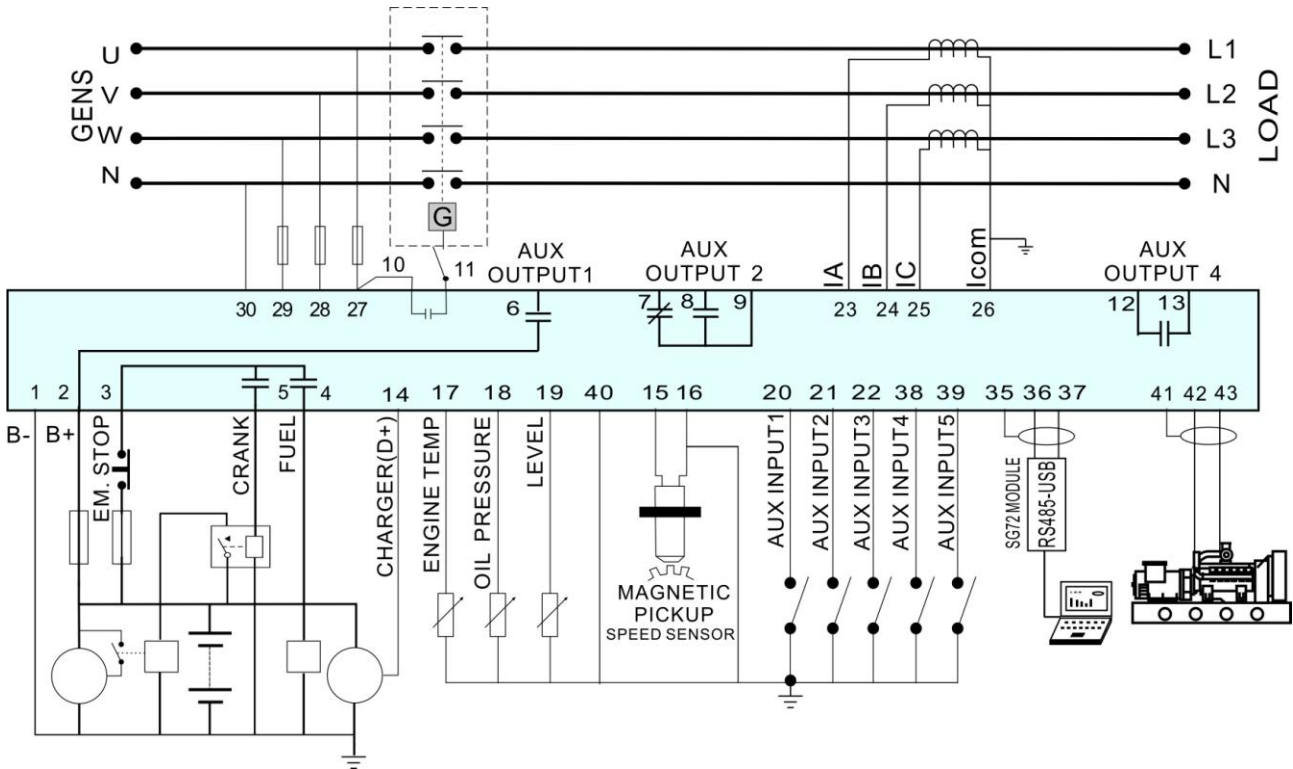 U
L1
GENS
V
L2
W
L3
LOAD
N
N
G
10
11
AUX
OUTPUT1
AUX
OUTPUT 2
IA
IB
IC
Icom
AUX
OUTPUT 4
30
29
28
27
6
7
8
9
23
24
25
26
12
13
1
2
3
5
4
14
17
18
19
40
15
16
20
21
22
38
39
35
36
37
41
42
43
B-
B+
EM. STOP
CRANK
FUEL
CHARGER(D+)
ENGINE TEMP
OIL PRESSURE
LEVEL
AUX INPUT1
AUX INPUT2
AUX INPUT3
AUX INPUT4
AUX INPUT5
SG72 MODULE
RS485-USB
MAGNETIC
PICKUP
SPEED SENSOR